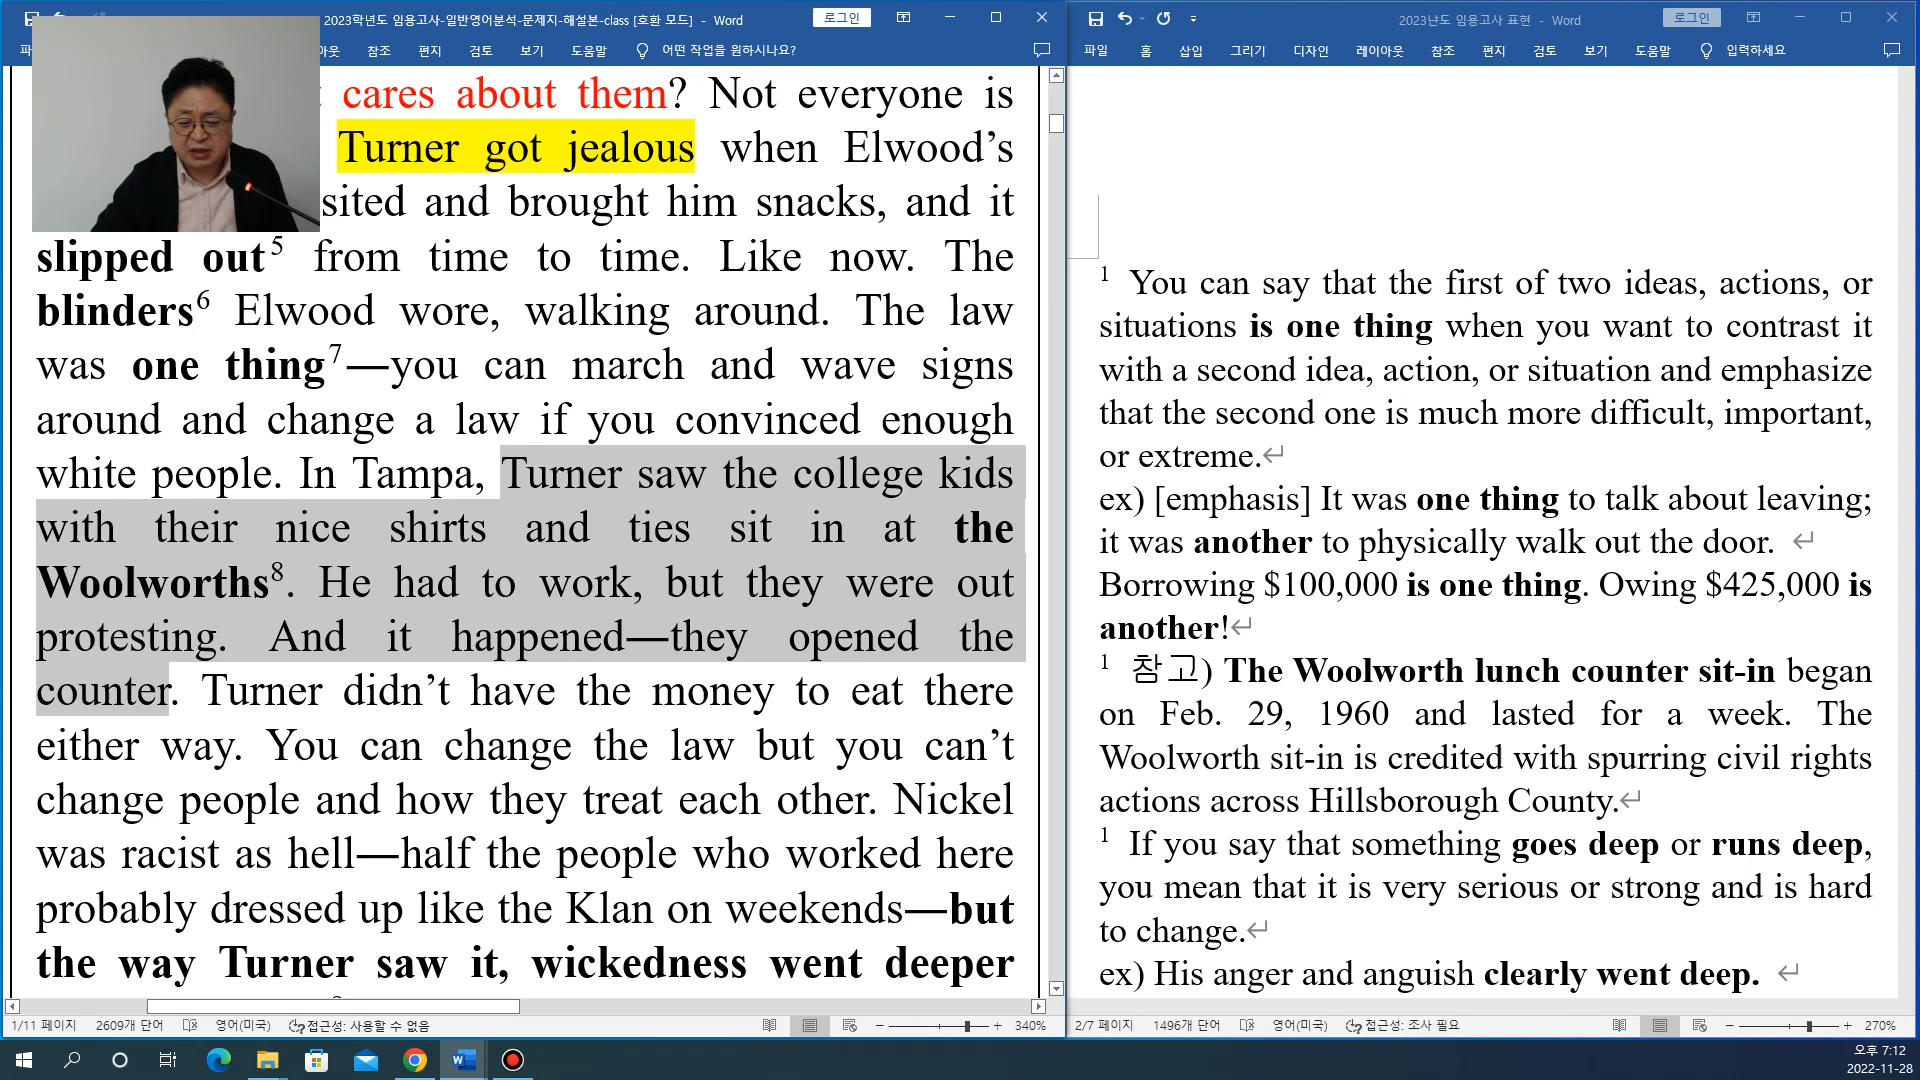 2023학년도 임용고사-일반영어분석-문제지-해설본-class [호환 모드] - Word
로그인
아웃 참조 편지 검토 보기 도움말 어떤 작업을 원하시나요?
cares about them? Not everyone is
Turner got jealous when Elwood's
sited and brought him snacks, and it
slipped out5 from time to time. Like now. The
blinders6 Elwood wore, walking around. The law
was one thing7—you can march and wave signs
around and change a law if you convinced enough
white people. In Tampa, Turner saw the college kids
with their nice shirts and ties sit in at the
Woolworths8. He had to work, but they were out
protesting. And it happened—they opened the
counter. Turner didn't have the money to eat there
either way. You can change the law but you can't
change people and how they treat each other. Nickel
was racist as hell—half the people who worked here
probably dressed up like the Klan on weekends—but
the way Turner saw it, wickedness went deeper
1/11 페이지 2609개 단어 영어(미국) 접근성: 사용할 수 없음 340%
2023년도 임용고사 표현 - Word
로그인
파일 홈 삽입 그리기 디자인 레이아웃 참조 편지 검토 보기 도움말 입력하세요
1 You can say that the first of two ideas, actions, or
situations is one thing when you want to contrast it
with a second idea, action, or situation and emphasize
that the second one is much more difficult, important,
or extreme.
ex) [emphasis] It was one thing to talk about leaving;
it was another to physically walk out the door.
Borrowing $100,000 is one thing. Owing $425,000 is
another!
1 참고) The Woolworth lunch counter sit-in began
on Feb. 29, 1960 and lasted for a week. The
Woolworth sit-in is credited with spurring civil rights
actions across Hillsborough County.
1 If you say that something goes deep or runs deep,
you mean that it is very serious or strong and is hard
to change.
ex) His anger and anguish clearly went deep.
2/7 페이지 1496개 단어 영어(미국) 접근성: 조사 필요 270%
오후 7:12
2022-11-28